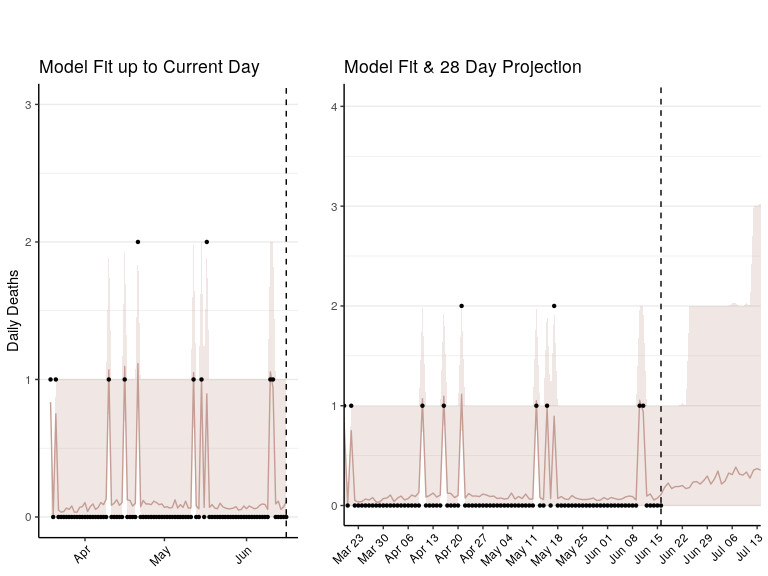 Model Fit up to Current Day
Model Fit & 28 Day Projection
Daily Deaths
3
2
1
0
Apr
May
Jun
4
3
2
1
0
Mar 23
Mar 30
Apr 06
Apr 13
Apr 20
Apr 27
May 04
May 11
May 18
May 25
Jun 01
Jun 08
Jun 15
Jun 22
Jun 29
Jul 06
Jul 13